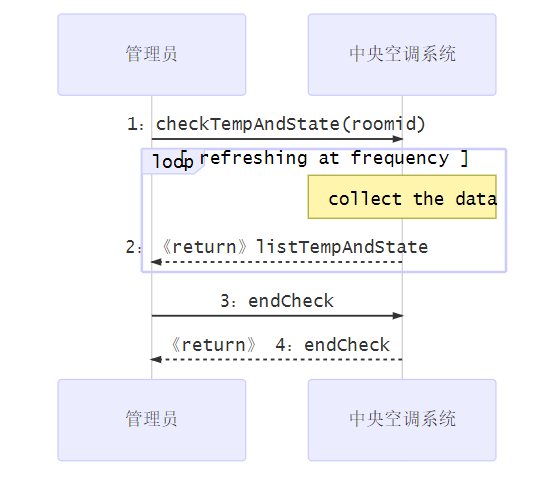 管理员 中央空调系统
1：checkTempAndState(roomid)
loop [ refreshing at frequency ]
collect the data
2：《return》listTempAndState
3：endCheck
《return》 4：endCheck
管理员 中央空调系统